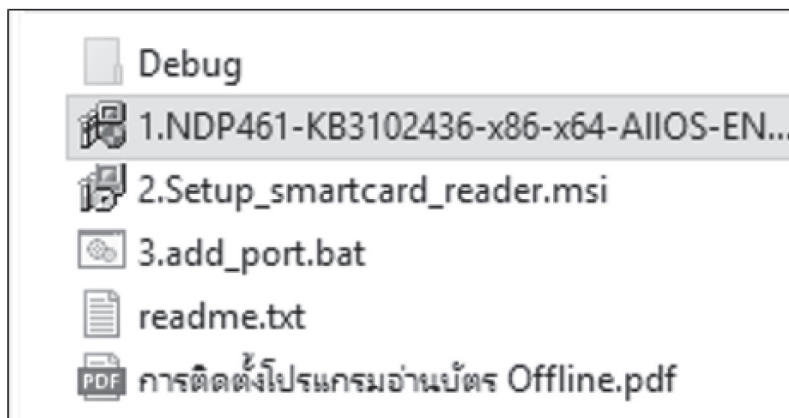 Debug
1.NDP461-KB3102436-x86-x64-AllOS-EN...
2.Setup_smartcard_reader.msi
3.add_port.bat
readme.txt
PDF การติดตั้งโปรแกรมอ่านบัตร Offline.pdf